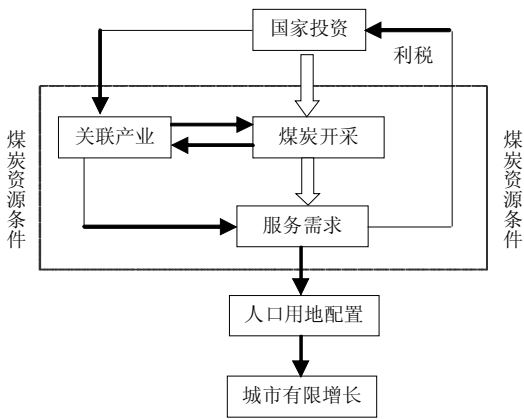 国家投资
利税
关联产业
煤炭开采
煤炭资源条件
煤炭资源条件
服务需求
人口用地配置
城市有限增长